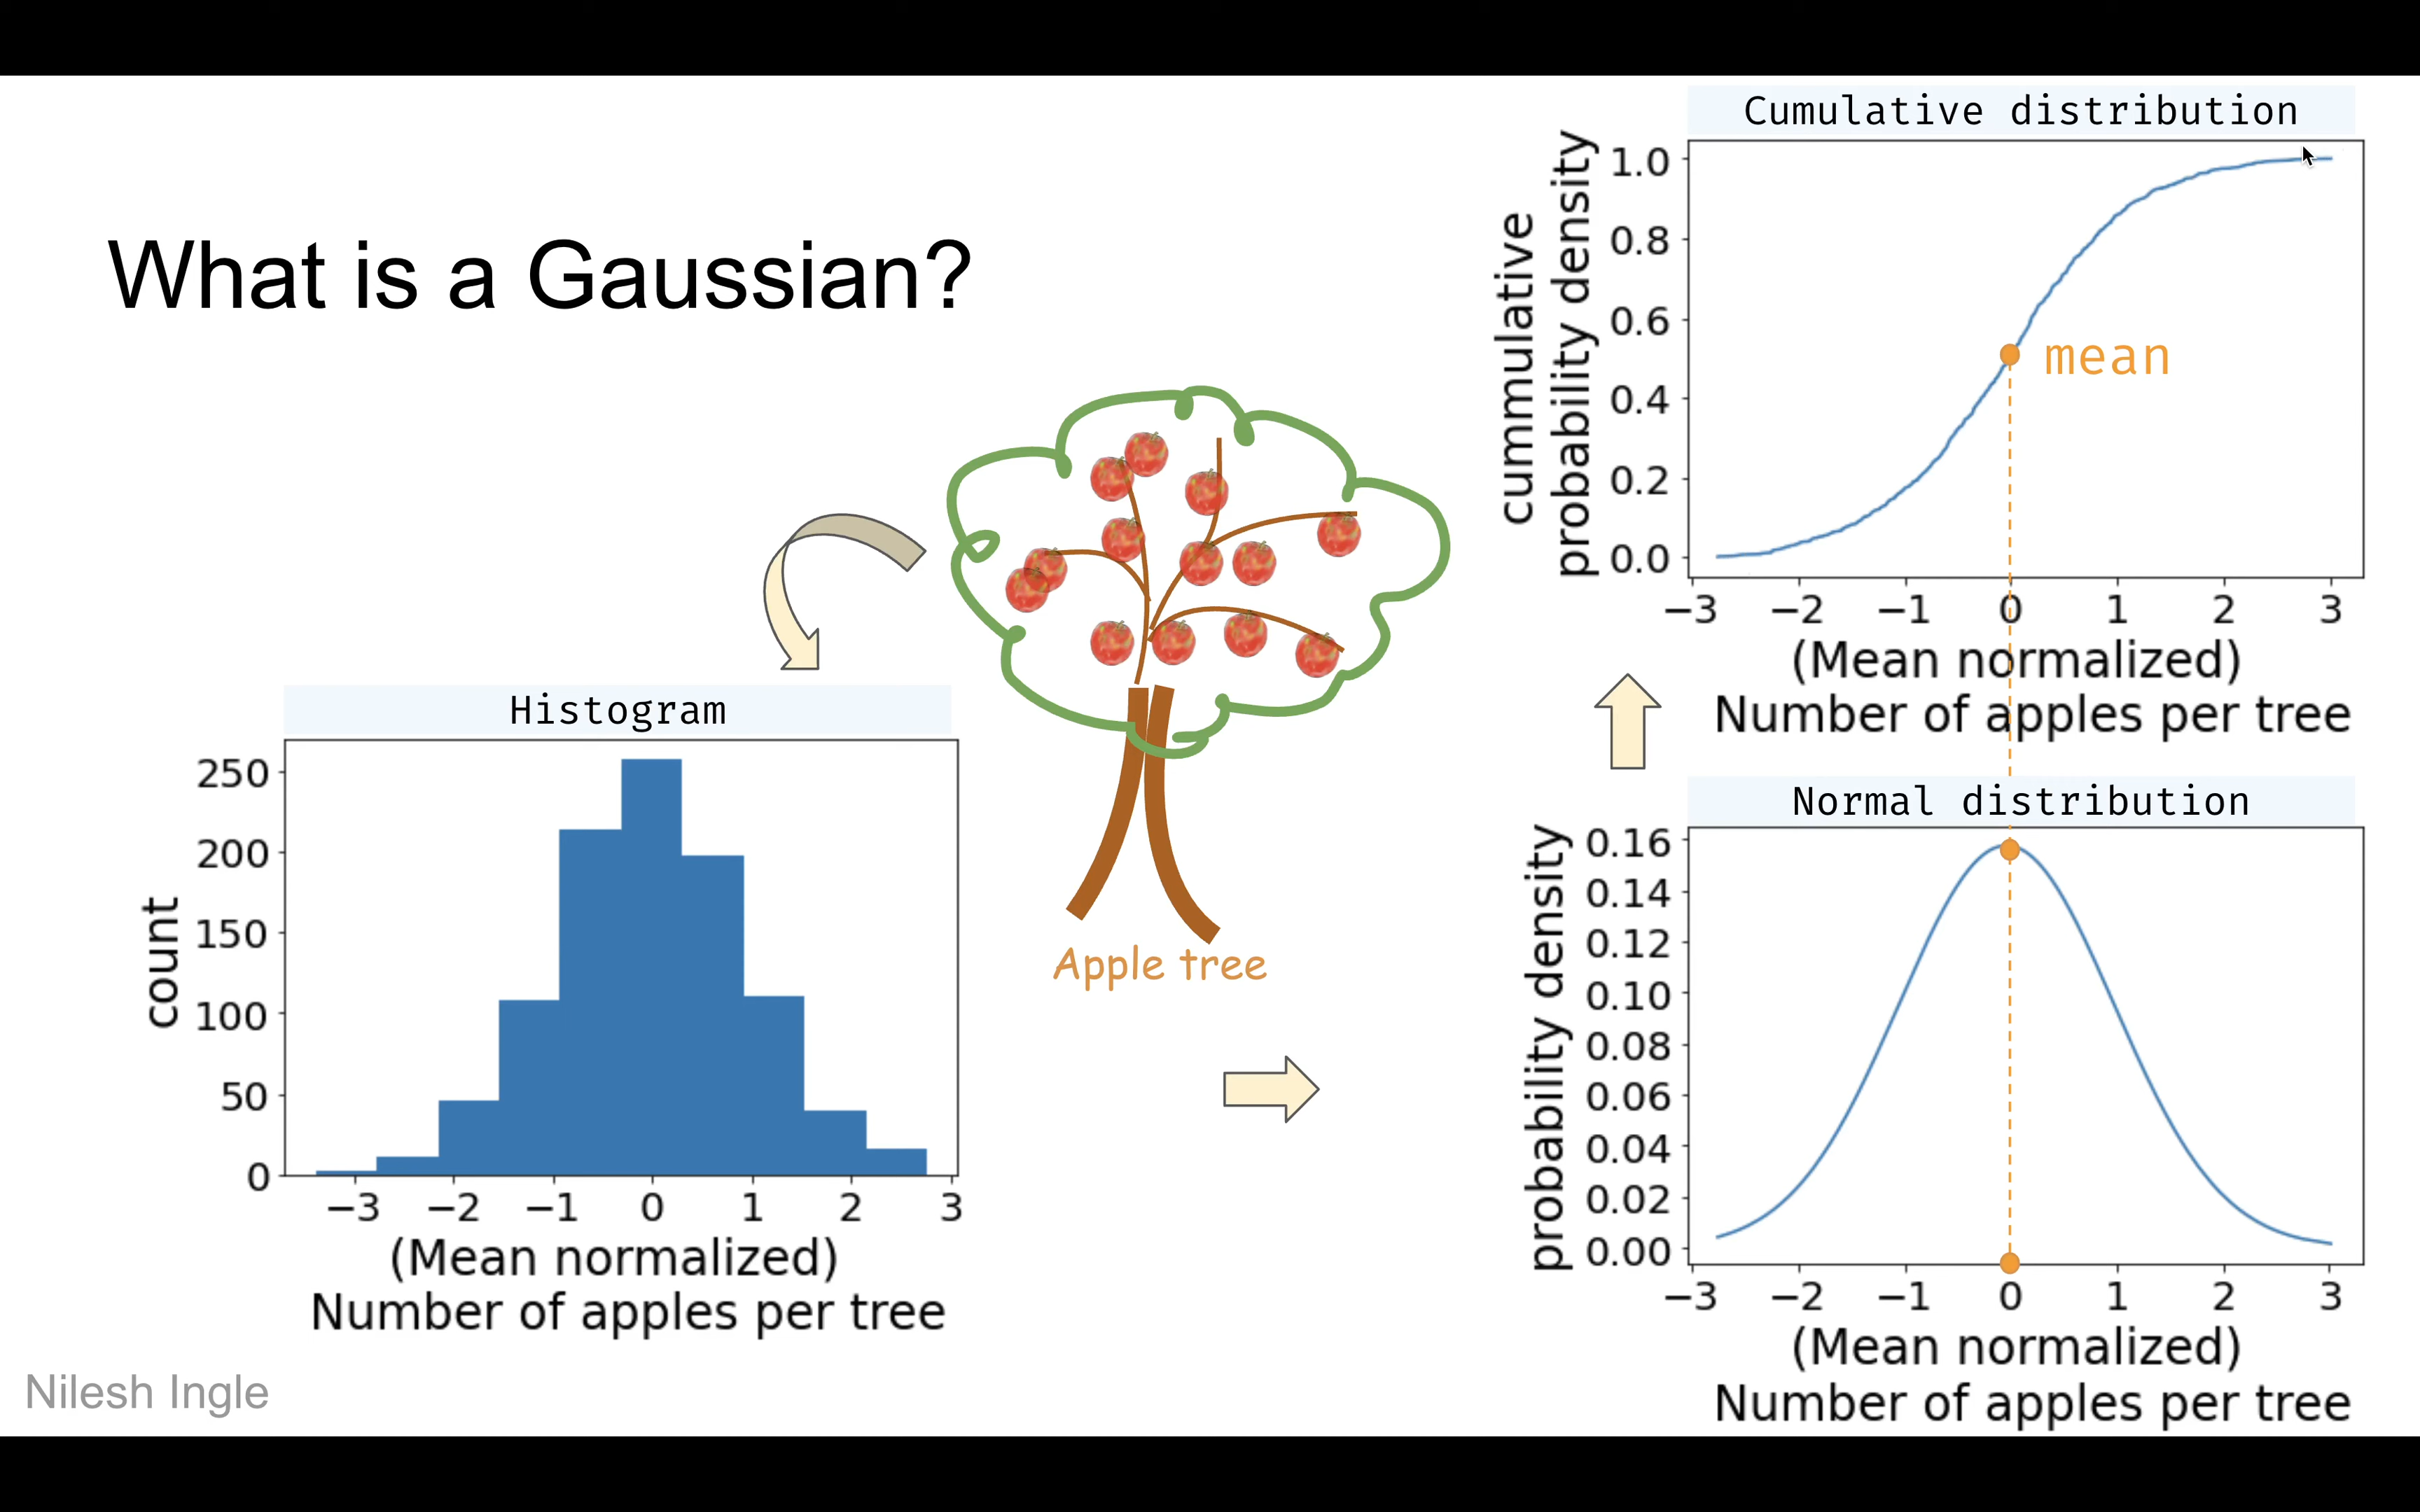 What is a Gaussian?
Histogram
count
250
200
150
100
50
0
−3 −2 −1 0 1 2 3
(Mean normalized)
Number of apples per tree
Apple tree
Cumulative distribution
cummulative
probability density
1.0
0.8
0.6
0.4
0.2
0.0
mean
−3 −2 −1 0 1 2 3
(Mean normalized)
Number of apples per tree
Normal distribution
probability density
0.16
0.14
0.12
0.10
0.08
0.06
0.04
0.02
0.00
−3 −2 −1 0 1 2 3
(Mean normalized)
Number of apples per tree
Nilesh Ingle